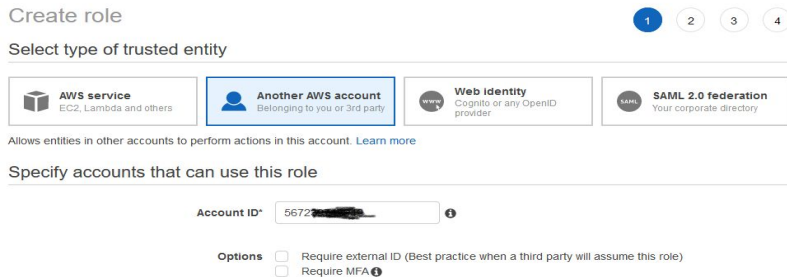 Create role
1 2 3 4
Select type of trusted entity
AWS service
EC2, Lambda and others
Another AWS account
Belonging to you or 3rd party
www
Web identity
Cognito or any OpenID
provider
SAML
SAML 2.0 federation
Your corporate directory
Allows entities in other accounts to perform actions in this account. Learn more
Specify accounts that can use this role
Account ID* 5672
Options Require external ID (Best practice when a third party will assume this role)
Require MFA